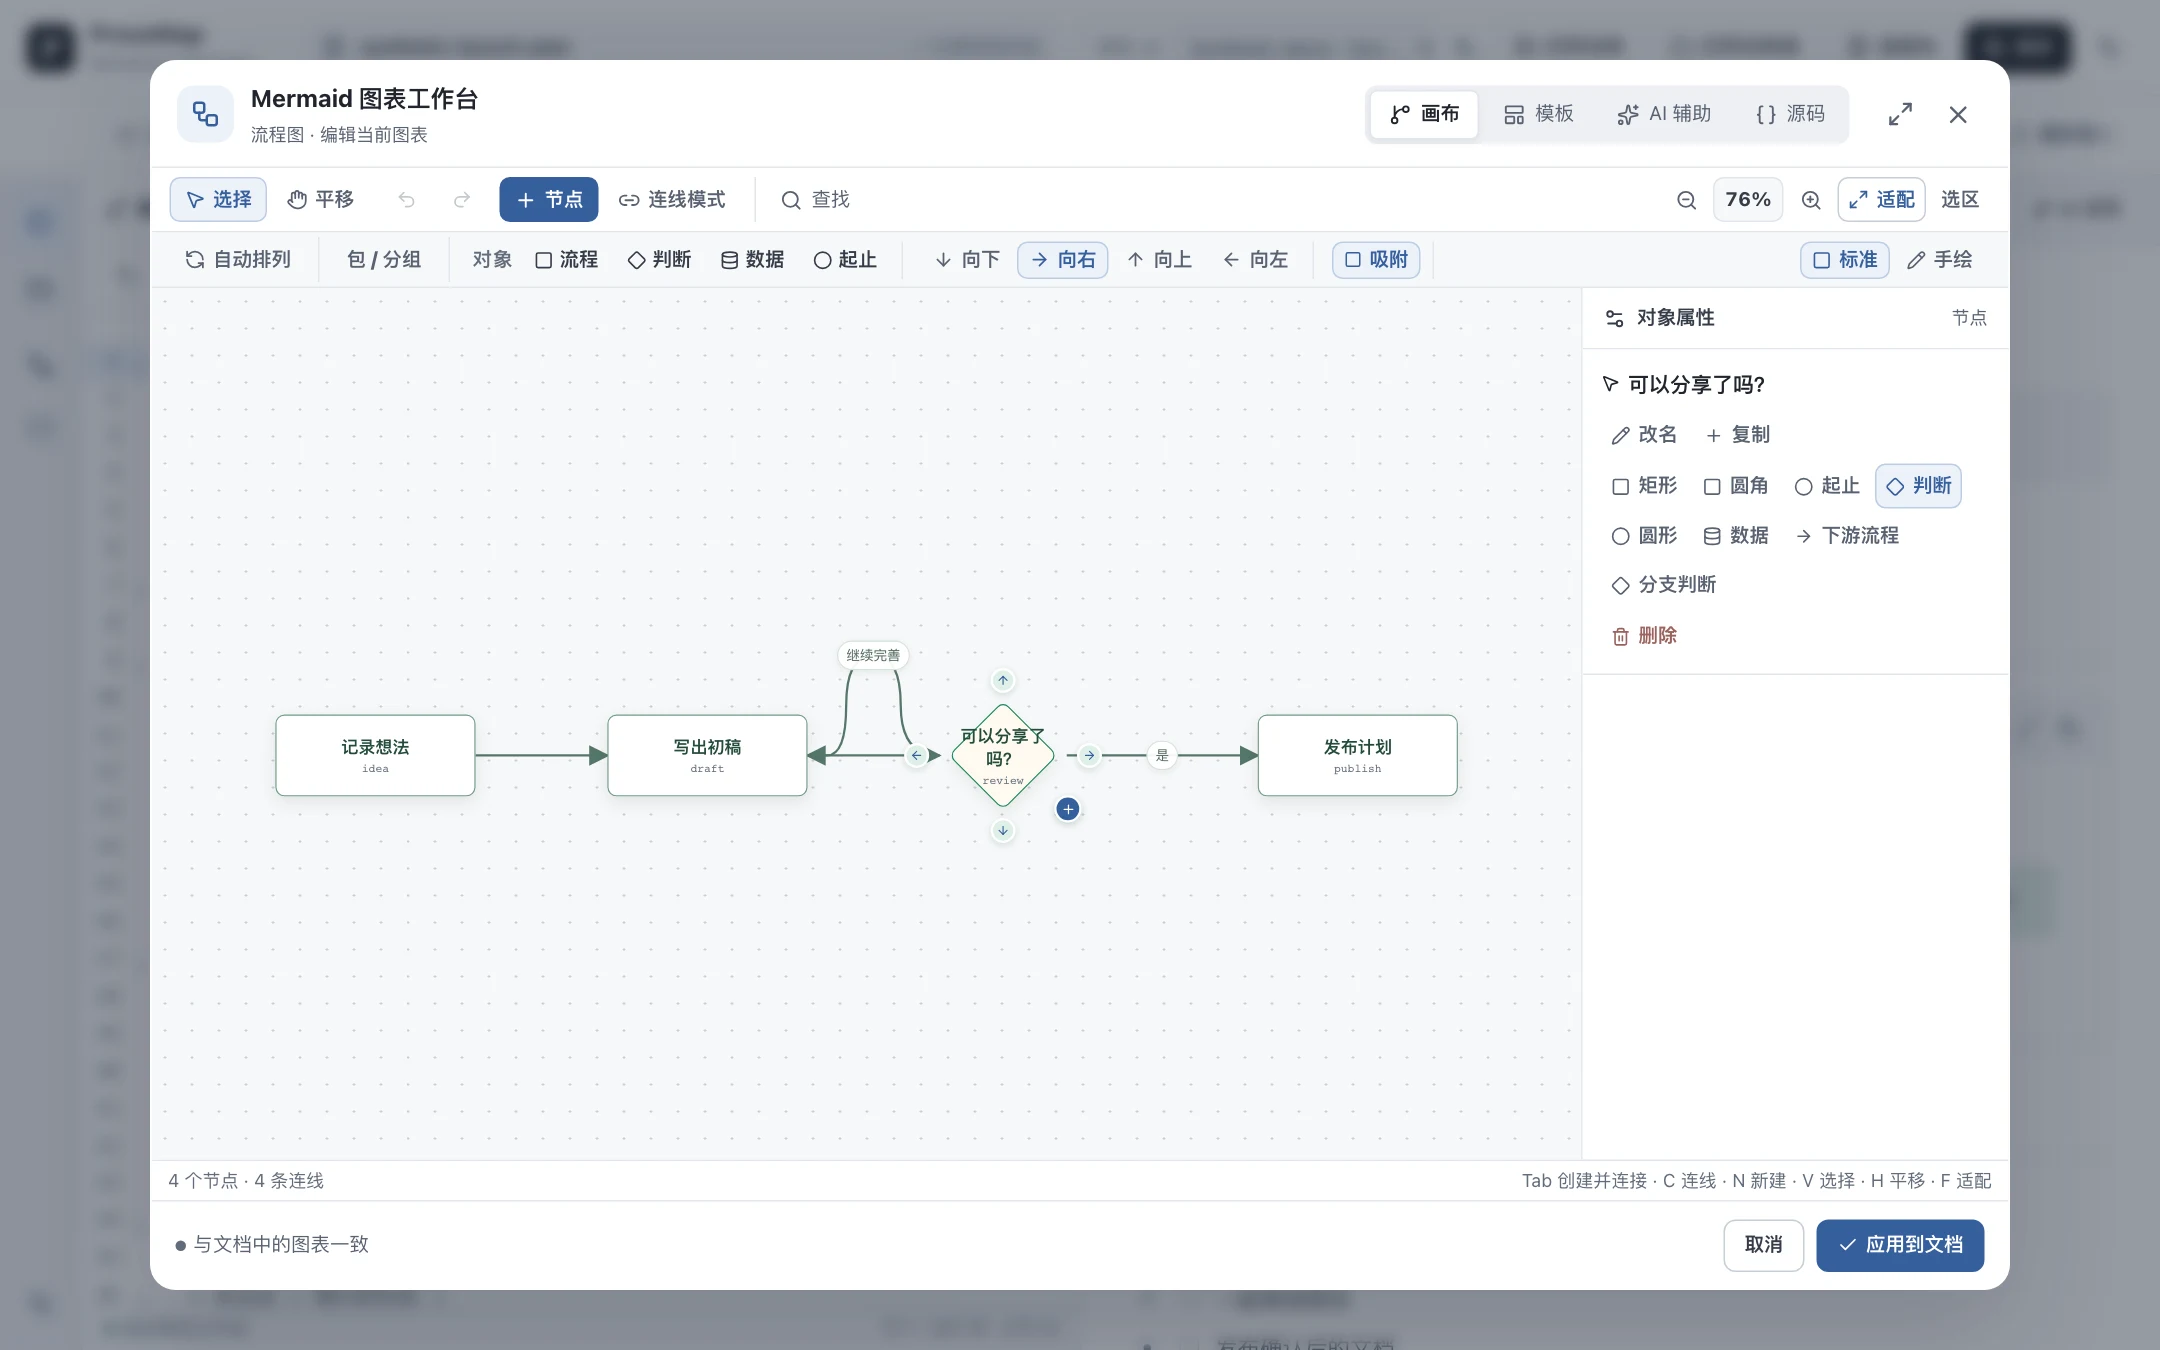 Mermaid 图表工作台
流程图 · 编辑当前图表
画布 模板 AI 辅助 源码
选择 平移 节点 连线模式 查找 76% 适配 选区
自动排列 包 / 分组 对象 流程 判断 数据 起止 向下 向右 向上 向左 吸附 标准 手绘
对象属性 节点
可以分享了吗?
改名 复制
矩形 圆角 起止 判断
圆形 数据 下游流程
分支判断
删除
继续完善
记录想法
idea
写出初稿
draft
可以分享了
吗?
review
是
发布计划
publish
4 个节点 · 4 条连线
Tab 创建并连接 · C 连线 · N 新建 · V 选择 · H 平移 · F 适配
与文档中的图表一致
取消 应用到文档